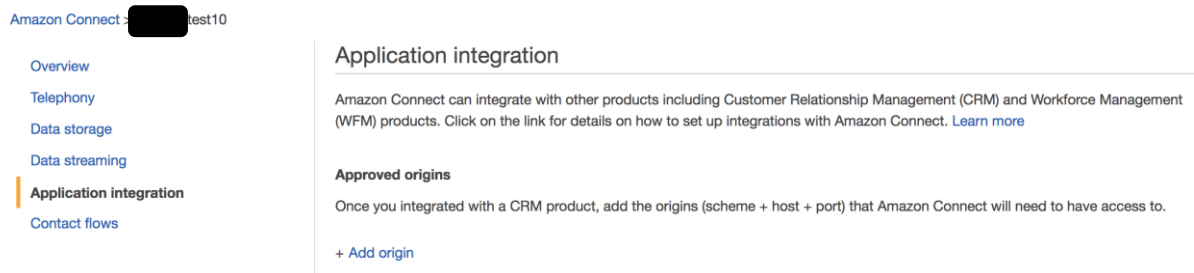 Amazon Connect > test10
Overview
Telephony
Data storage
Data streaming
Application integration
Contact flows
Application integration
Amazon Connect can integrate with other products including Customer Relationship Management (CRM) and Workforce Management
(WFM) products. Click on the link for details on how to set up integrations with Amazon Connect. Learn more
Approved origins
Once you integrated with a CRM product, add the origins (scheme + host + port) that Amazon Connect will need to have access to.
+ Add origin